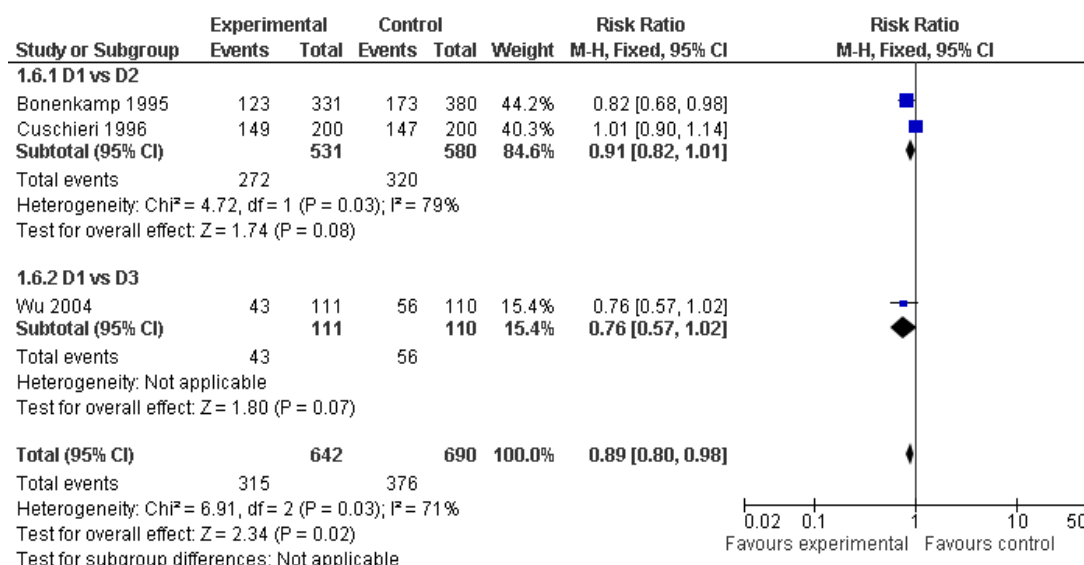 Experimental Control Risk Ratio Risk Ratio
Study or Subgroup Events Total Events Total Weight M-H, Fixed, 95% CI M-H, Fixed, 95% CI
1.6.1 D1 vs D2
Bonenkamp 1995 123 331 173 380 44.2% 0.82 [0.68, 0.98]
Cuschieri 1996 149 200 147 200 40.3% 1.01 [0.90, 1.14]
Subtotal (95% CI) 531 580 84.6% 0.91 [0.82, 1.01]
Total events 272 320
Heterogeneity: Chi² = 4.72, df = 1 (P = 0.03); I² = 79%
Test for overall effect: Z = 1.74 (P = 0.08)
1.6.2 D1 vs D3
Wu 2004 43 111 56 110 15.4% 0.76 [0.57, 1.02]
Subtotal (95% CI) 111 110 15.4% 0.76 [0.57, 1.02]
Total events 43 56
Heterogeneity: Not applicable
Test for overall effect: Z = 1.80 (P = 0.07)
Total (95% CI) 642 690 100.0% 0.89 [0.80, 0.98]
Total events 315 376
Heterogeneity: Chi² = 6.91, df = 2 (P = 0.03); I² = 71%
Test for overall effect: Z = 2.34 (P = 0.02)
Test for subgroup differences: Not applicable
0.02 0.1 1 10 50
Favours experimental Favours control